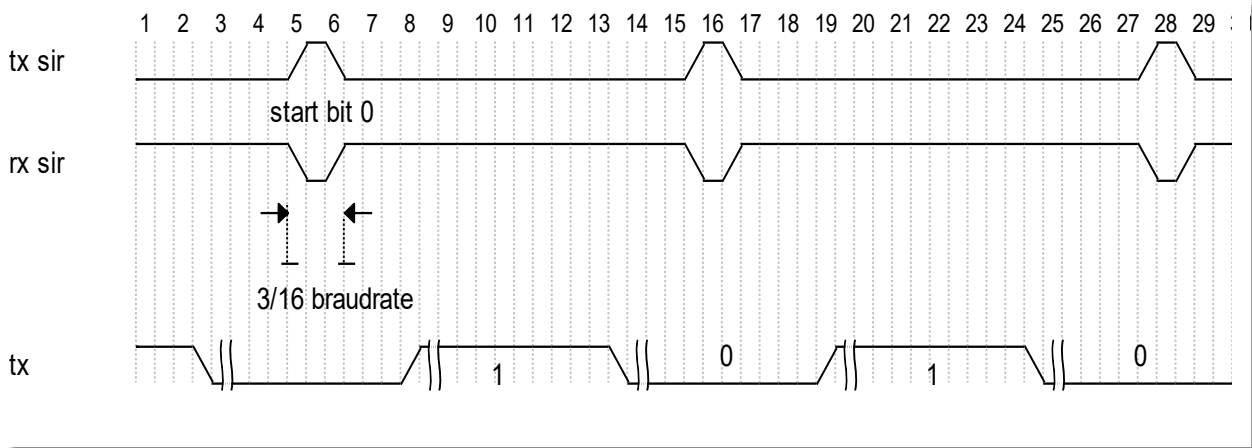 1 2 3 4 5 6 7 8 9 10 11 12 13 14 15 16 17 18 19 20 21 22 23 24 25 26 27 28 29
tx sir
start bit 0
rx sir
3/16 braudrate
tx 1 0 1 0